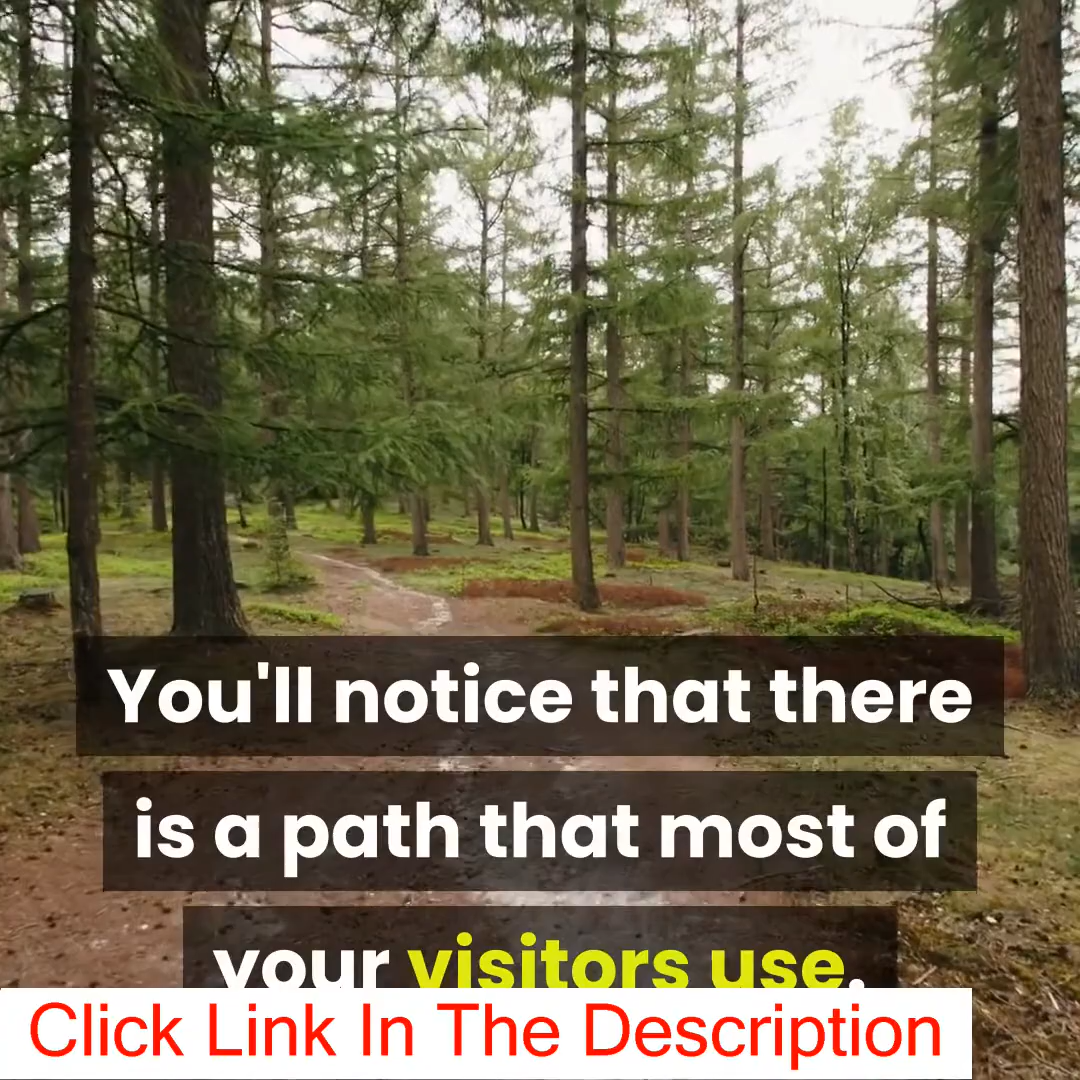 You'll notice that there
is a path that most of
your visitors use.
Click Link In The Description